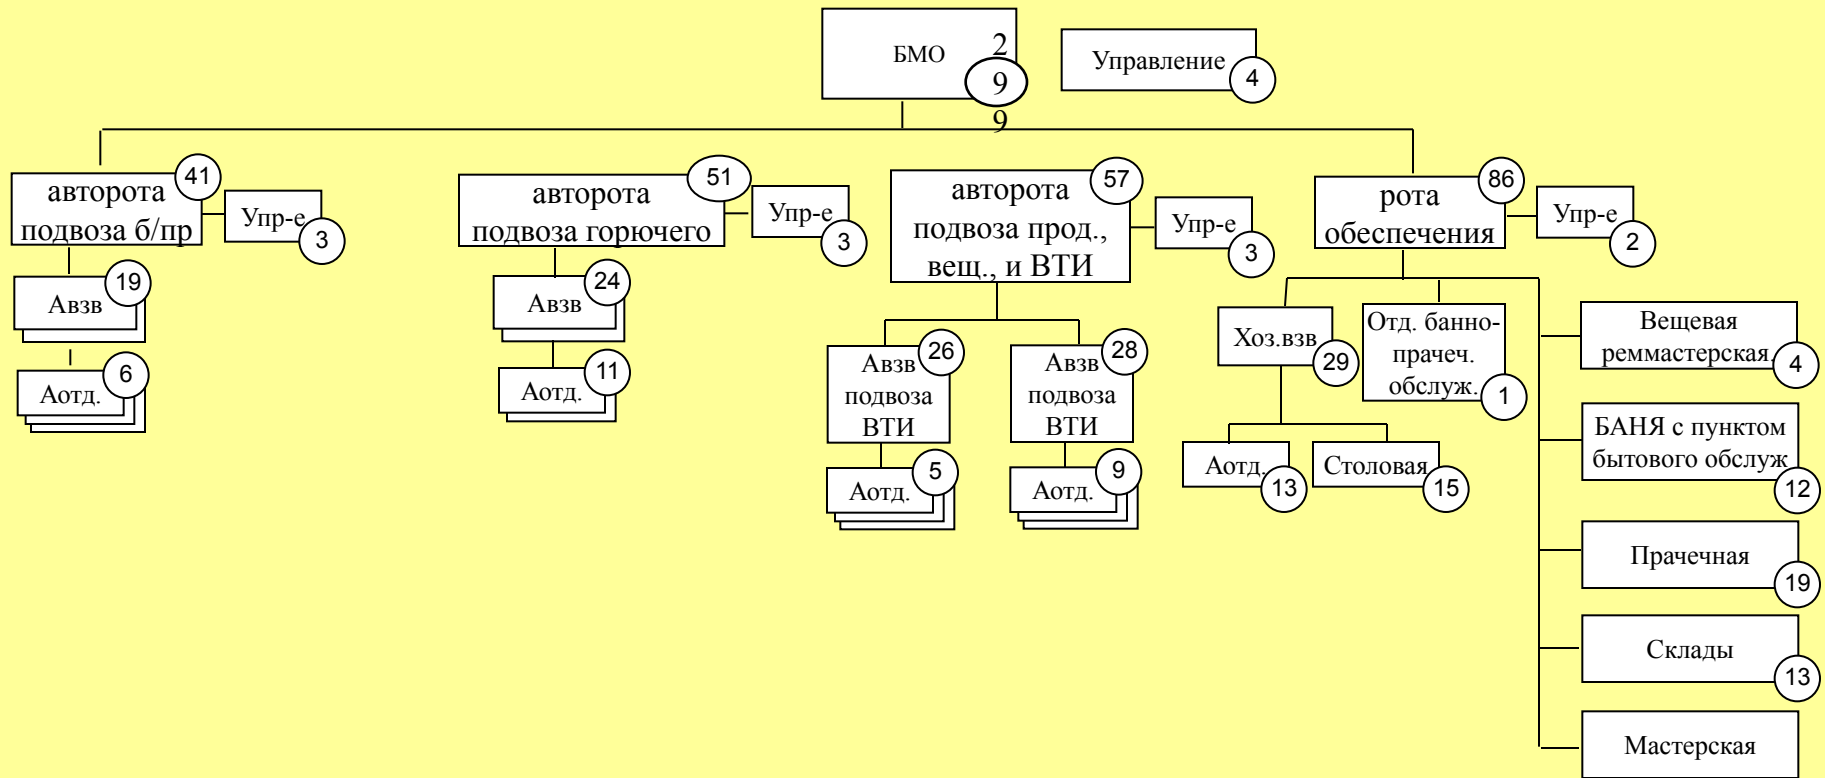 БМО
299
Управление
4
авторота
подвоза б/пр
41
Упр-е
3
Авзв
19
Аотд.
6
авторота
подвоза горючего
51
Упр-е
3
Авзв
24
Аотд.
11
авторота
подвоза прод.,
вещ., и ВТИ
57
Упр-е
3
Авзв
подвоза
ВТИ
26
Аотд.
5
Авзв
подвоза
ВТИ
28
Аотд.
9
рота
обеспечения
86
Упр-е
2
Хоз.взв
29
Аотд.
13
Столовая
15
Отд. банно-
прачеч.
обслуж.
1
Вещевая
реммастерская.
4
БАНЯ с пунктом
бытового обслуж
12
Прачечная
19
Склады
13
Мастерская